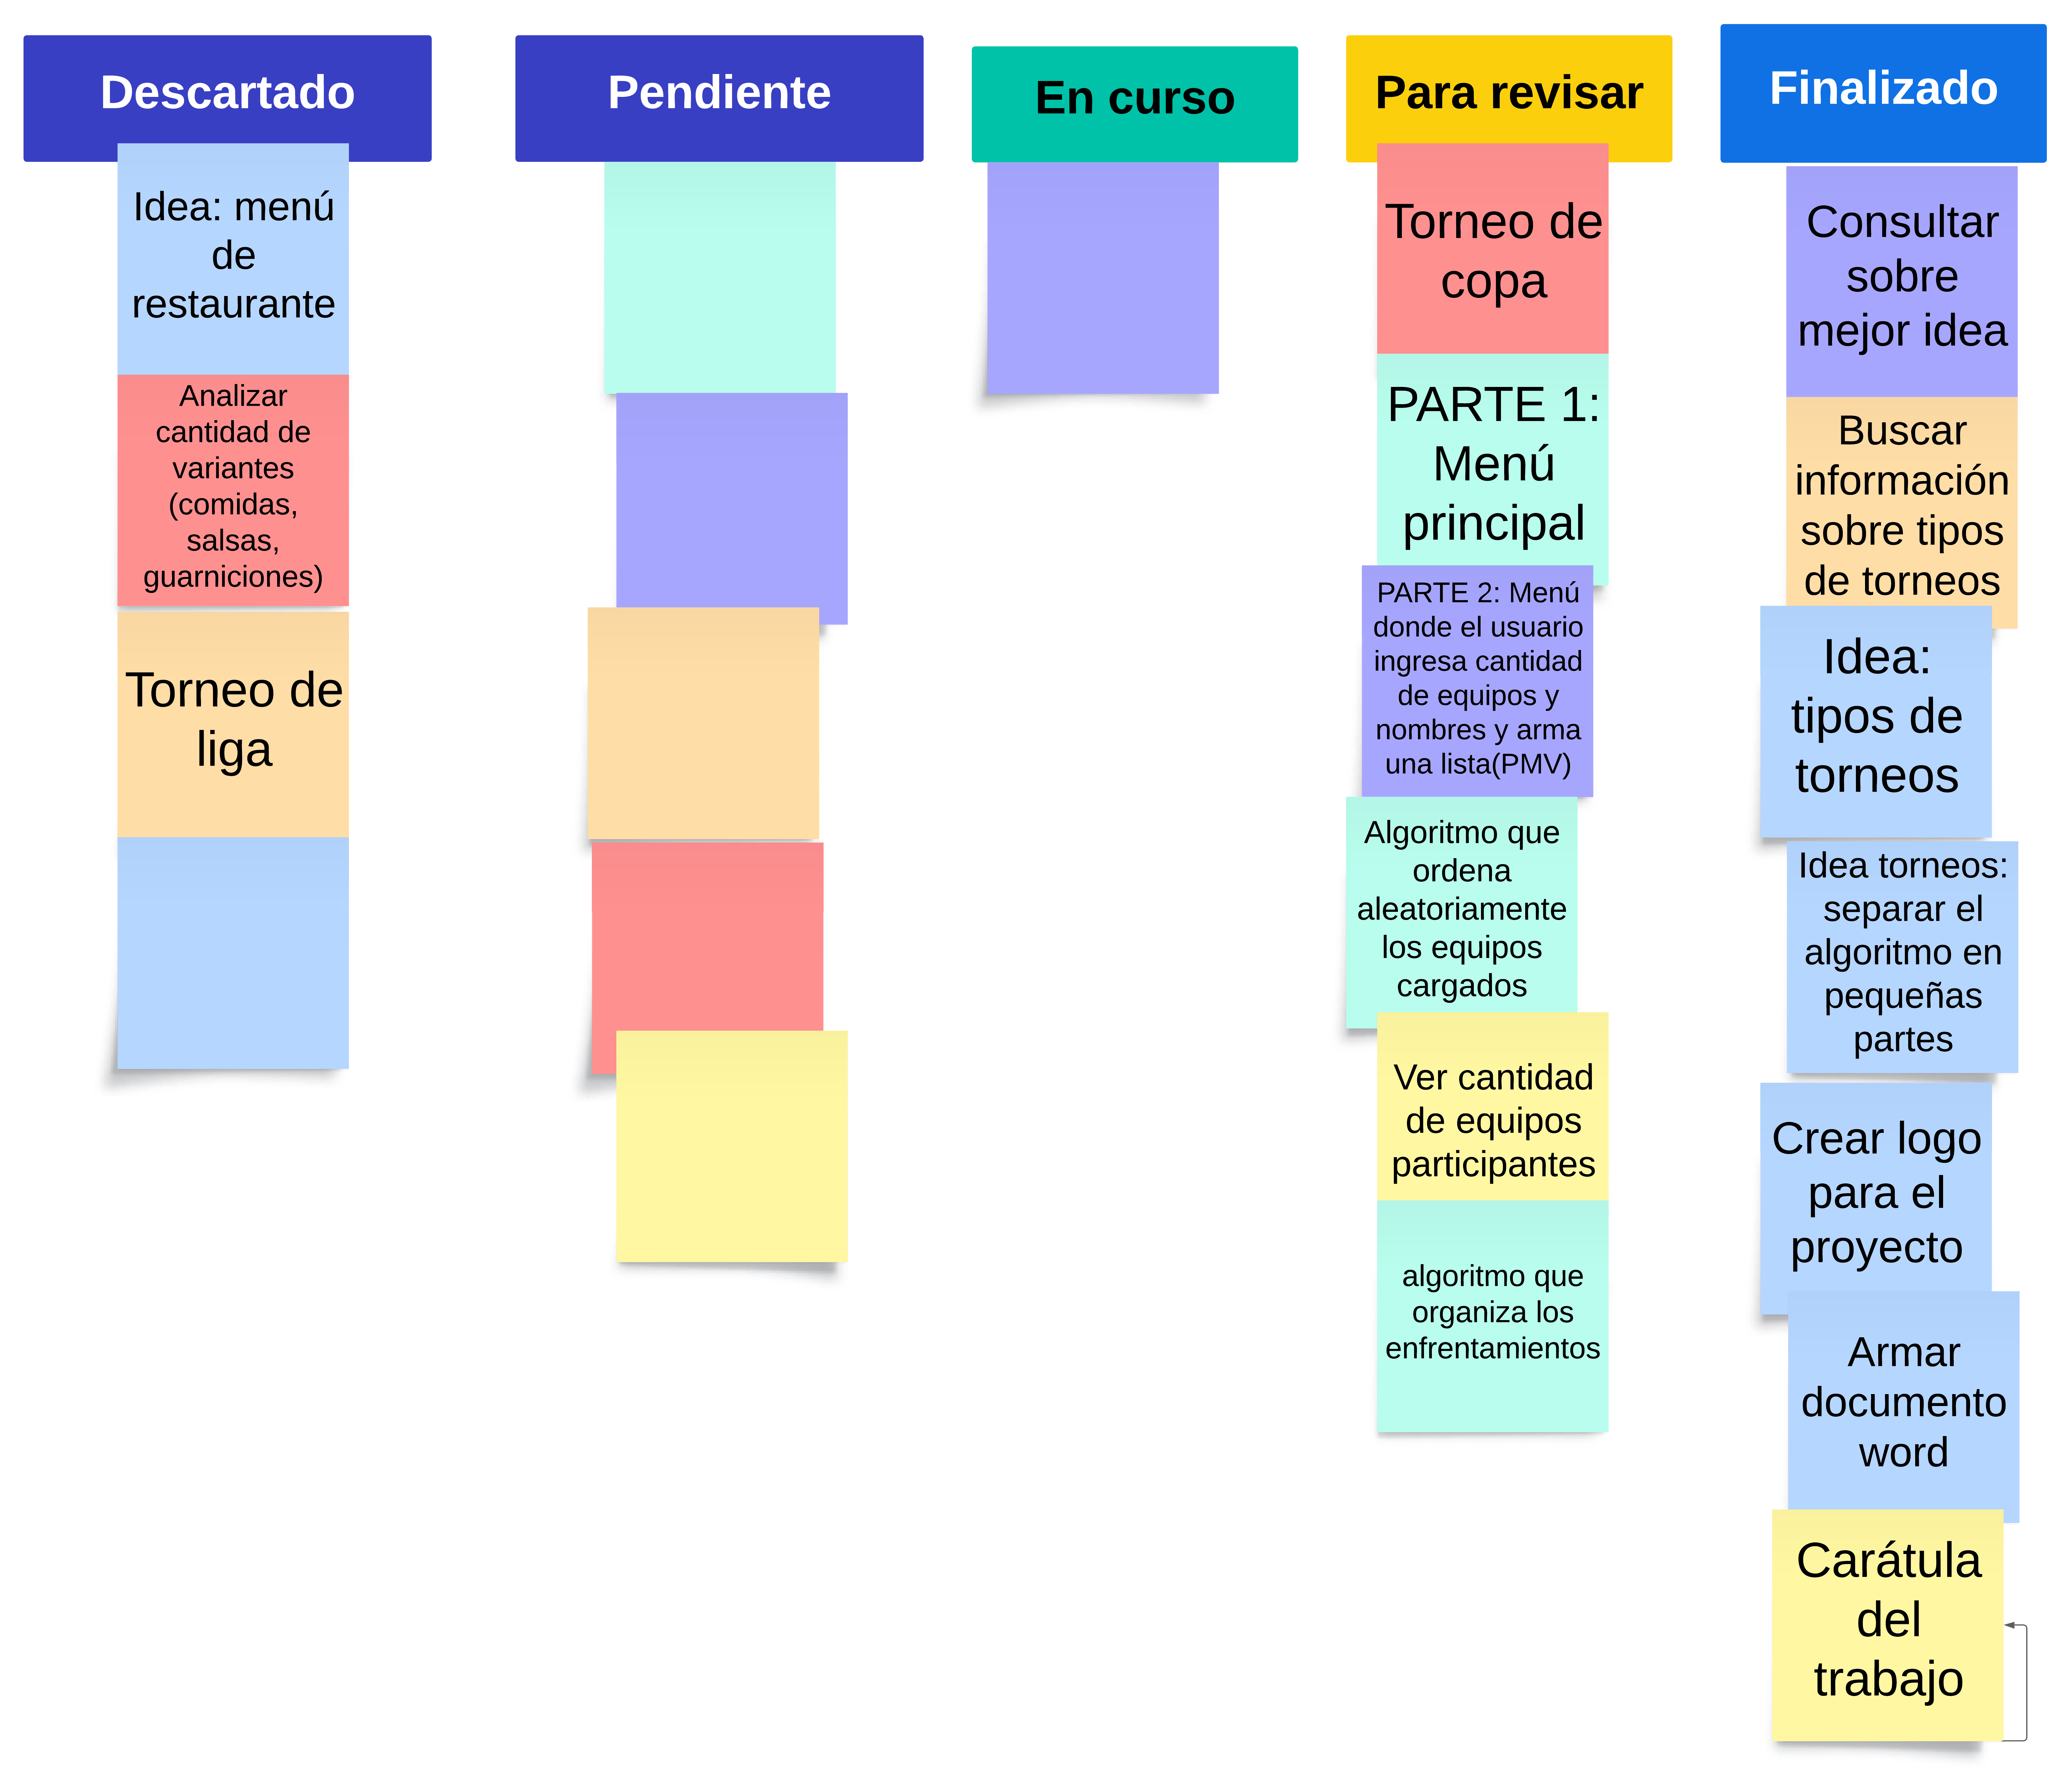 Descartado
Idea: menú
de
restaurante
Analizar
cantidad de
variantes
(comidas,
salsas,
guarniciones)
Torneo de
liga
Pendiente
En curso
Para revisar
Torneo de
copa
PARTE 1:
Menú
principal
PARTE 2: Menú
donde el usuario
ingresa cantidad
de equipos y
nombres y arma
una lista(PMV)
Algoritmo que
ordena
aleatoriamente
los equipos
cargados
Ver cantidad
de equipos
participantes
algoritmo que
organiza los
enfrentamientos
Finalizado
Consultar
sobre
mejor idea
Buscar
información
sobre tipos
de torneos
Idea:
tipos de
torneos
Idea torneos:
separar el
algoritmo en
pequeñas
partes
Crear logo
para el
proyecto
Armar
documento
word
Carátula
del
trabajo